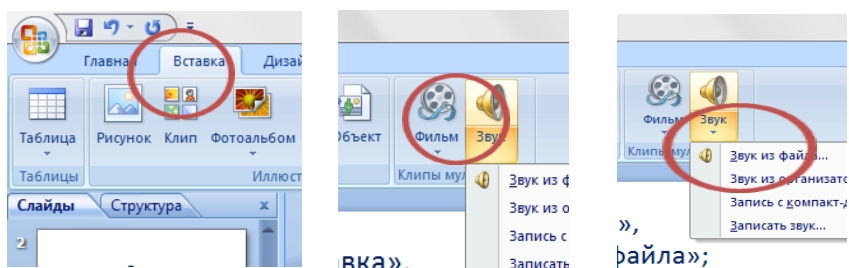 Главная Вставка Дизай
Таблица Рисунок Клип Фотоальбом
Таблицы Иллюст
Слайды Структура x
2
Объект Фильм Звук
Клипы мул
Звук из ф
Звук из о
Запись с
Записать
вка».
Фильм Звук
Клипы мул
Звук из файла...
Звук из организато
Запись с компакт-д
Записать звук...
»,
файла»;